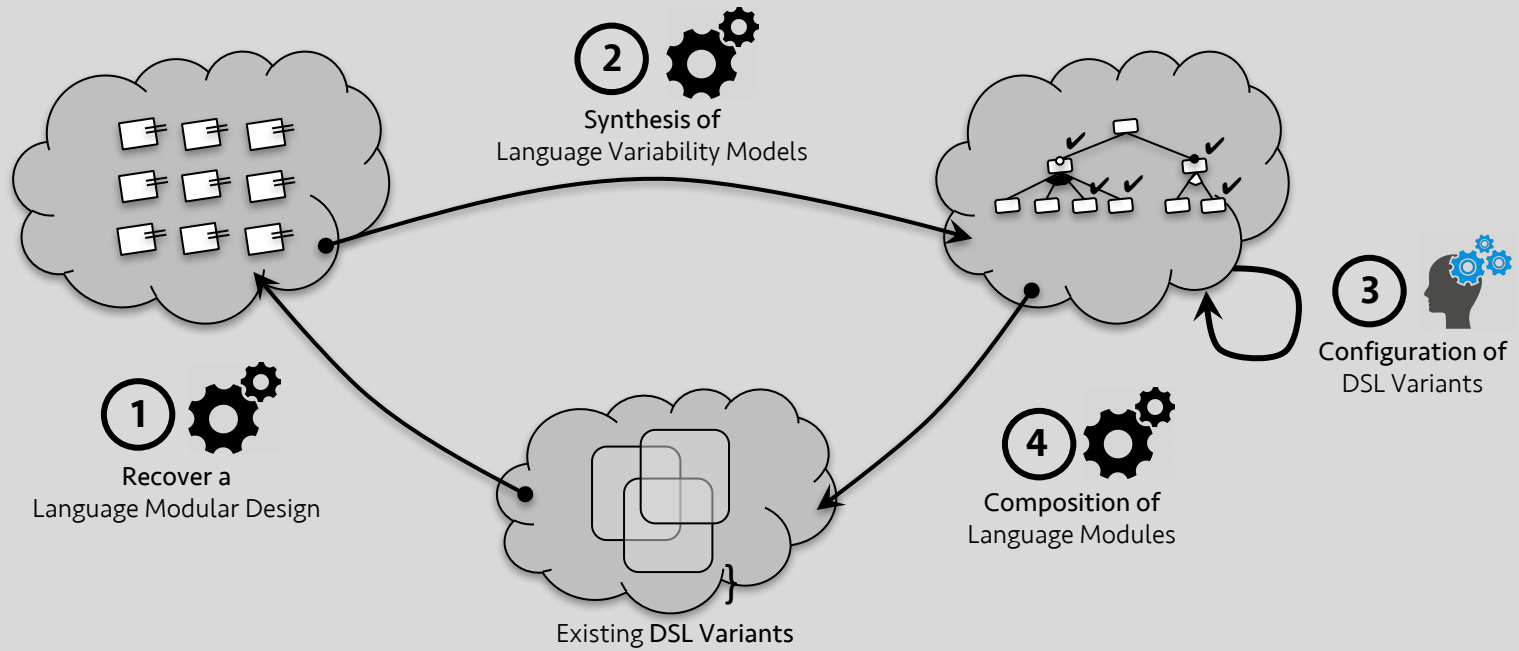 2
Synthesis of
Language Variability Models
3
Configuration of
DSL Variants
1
Recover a
Language Modular Design
4
Composition of
Language Modules
}
Existing DSL Variants